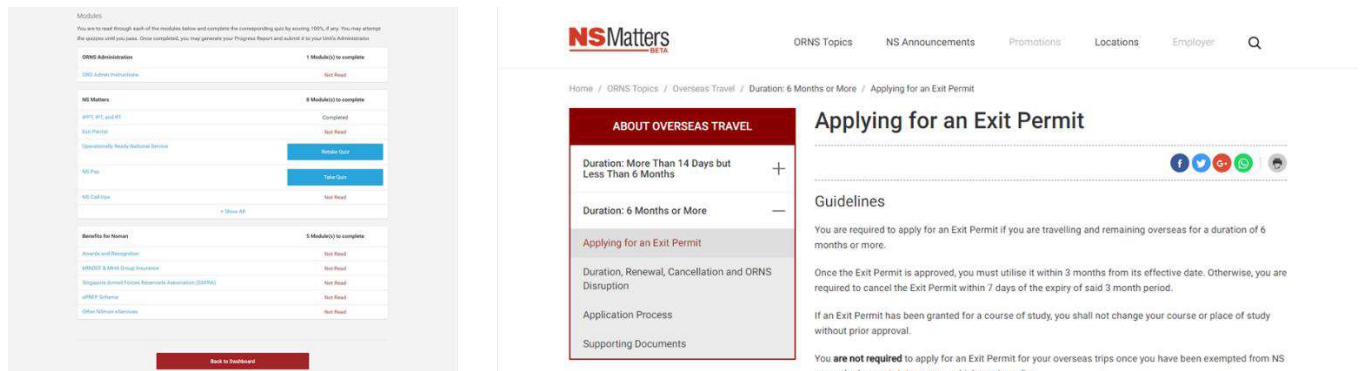 Modules
You are to read through each of the modules below and complete the corresponding quiz by scoring 100%, if any. You may attempt
the quizzes until you pass. Once completed, you may generate your Progress Report and submit it to your Unit's Administrator.
ORNS Administration 1 Module(s) to complete
Not Read
NS Matters 8 Module(s) to complete
IPPT, IPT, and RT Completed
Exit Permit Not Read
Operationally Ready National Service Retake Quiz
NS Pay Take Quiz
NS Call-Ups Not Read
+ Show All
Benefits for NSman 5 Module(s) to complete
Awards and Recognition Not Read
MINDEF & MHA Group Insurance Not Read
Singapore Armed Forces Reservists Association (SAFRA) Not Read
Scheme Not Read
Other NSman eServices Not Read
Back to Dashboard
NSMatters
BETA
ORNS Topics NS Announcements Promotions Locations Employer
Home / ORNS Topics / Overseas Travel / Duration: 6 Months or More / Applying for an Exit Permit
ABOUT OVERSEAS TRAVEL
Duration: More Than 14 Days but
Less Than 6 Months
Duration: 6 Months or More
Applying for an Exit Permit
Duration, Renewal, Cancellation and ORNS
Disruption
Application Process
Supporting Documents
Applying for an Exit Permit
Guidelines
You are required to apply for an Exit Permit if you are travelling and remaining overseas for a duration of 6
months or more.
Once the Exit Permit is approved, you must utilise it within 3 months from its effective date. Otherwise, you are
required to cancel the Exit Permit within 7 days of the expiry of said 3 month period.
If an Exit Permit has been granted for a course of study, you shall not change your course or place of study
without prior approval.
You are not required to apply for an Exit Permit for your overseas trips once you have been exempted from NS